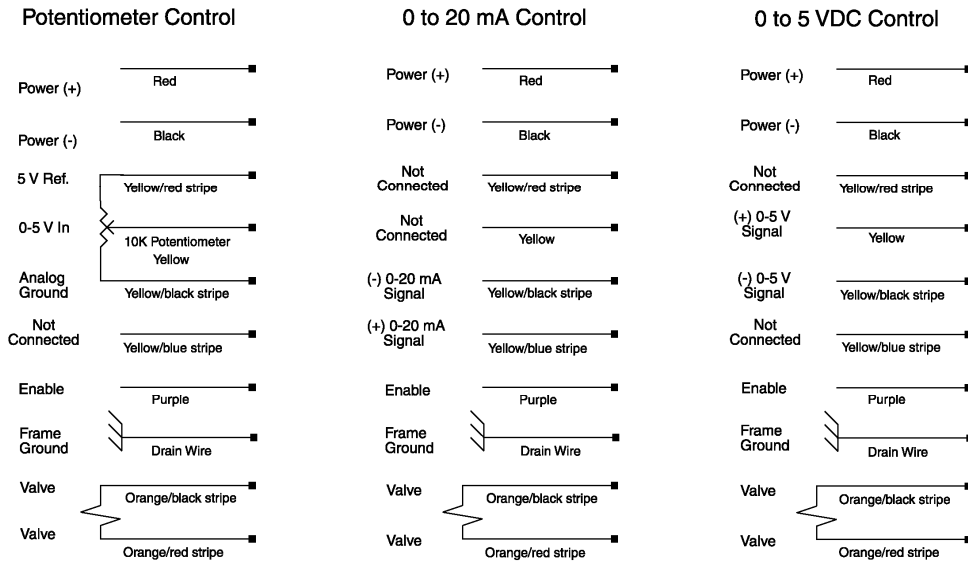 Potentiometer Control
Power (+)
Red
Power (-)
Black
5 V Ref.
Yellow/red stripe
0-5 V In
10K Potentiometer
Yellow
Analog
Ground
Yellow/black stripe
Not
Connected
Yellow/blue stripe
Enable
Purple
Frame
Ground
Drain Wire
Valve
Orange/black stripe
Valve
Orange/red stripe
0 to 20 mA Control
Power (+)
Red
Power (-)
Black
Not
Connected
Yellow/red stripe
Not
Connected
Yellow
(-) 0-20 mA
Signal
Yellow/black stripe
(+) 0-20 mA
Signal
Yellow/blue stripe
Enable
Purple
Frame
Ground
Drain Wire
Valve
Orange/black stripe
Valve
Orange/red stripe
0 to 5 VDC Control
Power (+)
Red
Power (-)
Black
Not
Connected
Yellow/red stripe
(+) 0-5 V
Signal
Yellow
(-) 0-5 V
Signal
Yellow/black stripe
Not
Connected
Yellow/blue stripe
Enable
Purple
Frame
Ground
Drain Wire
Valve
Orange/black stripe
Valve
Orange/red stripe